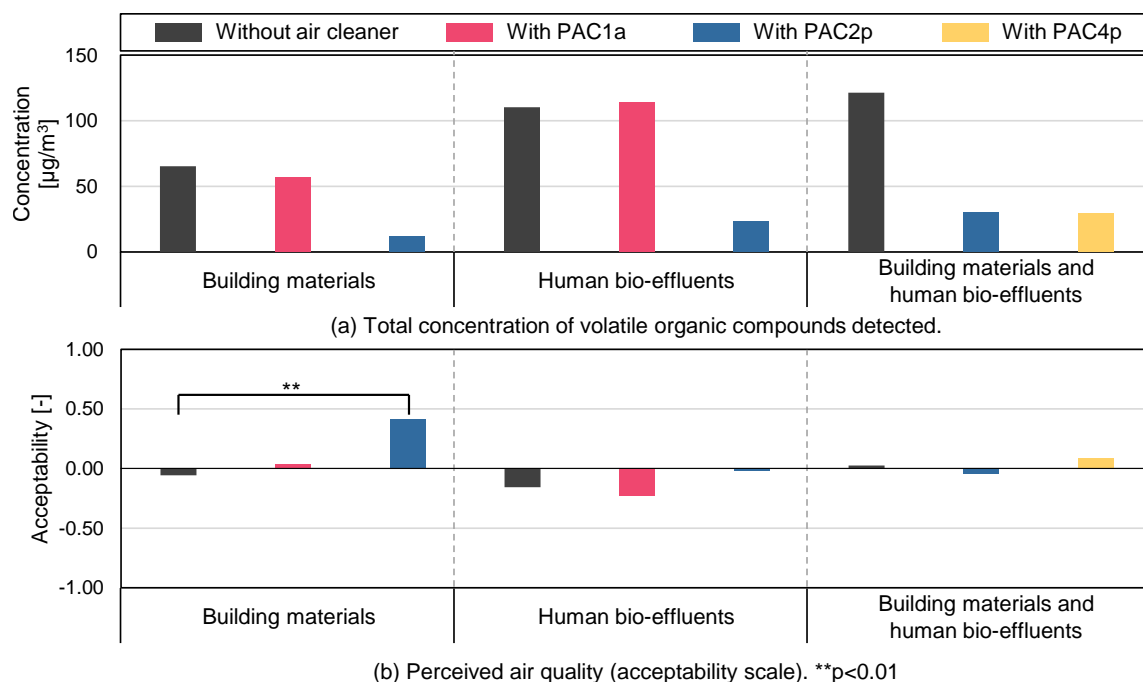 Without air cleaner With PAC1a With PAC2p With PAC4p
Concentration
[µg/m³]
150
100
50
0
Building materials
Human bio-effluents
Building materials and
human bio-effluents
(a) Total concentration of volatile organic compounds detected.
Acceptability [-]
1.00
0.50
0.00
-0.50
-1.00
**
Building materials
Human bio-effluents
Building materials and
human bio-effluents
(b) Perceived air quality (acceptability scale). **p<0.01